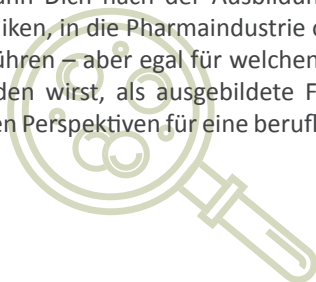 ann Dich nach der Ausbildun
iken, in die Pharmaindustrie
ühren – aber egal für welchen
den wirst, als ausgebildete F
en Perspektiven für eine berufl